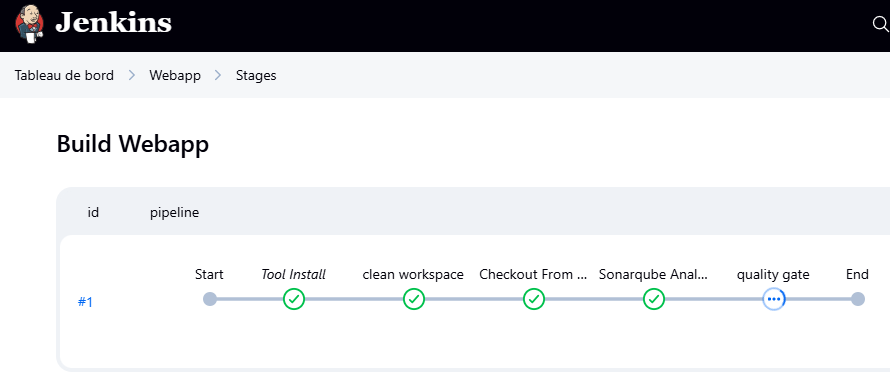 Jenkins
Tableau de bord > Webapp > Stages
Build Webapp
id pipeline
Start Tool Install clean workspace Checkout From ... Sonarqube Anal... quality gate End
#1